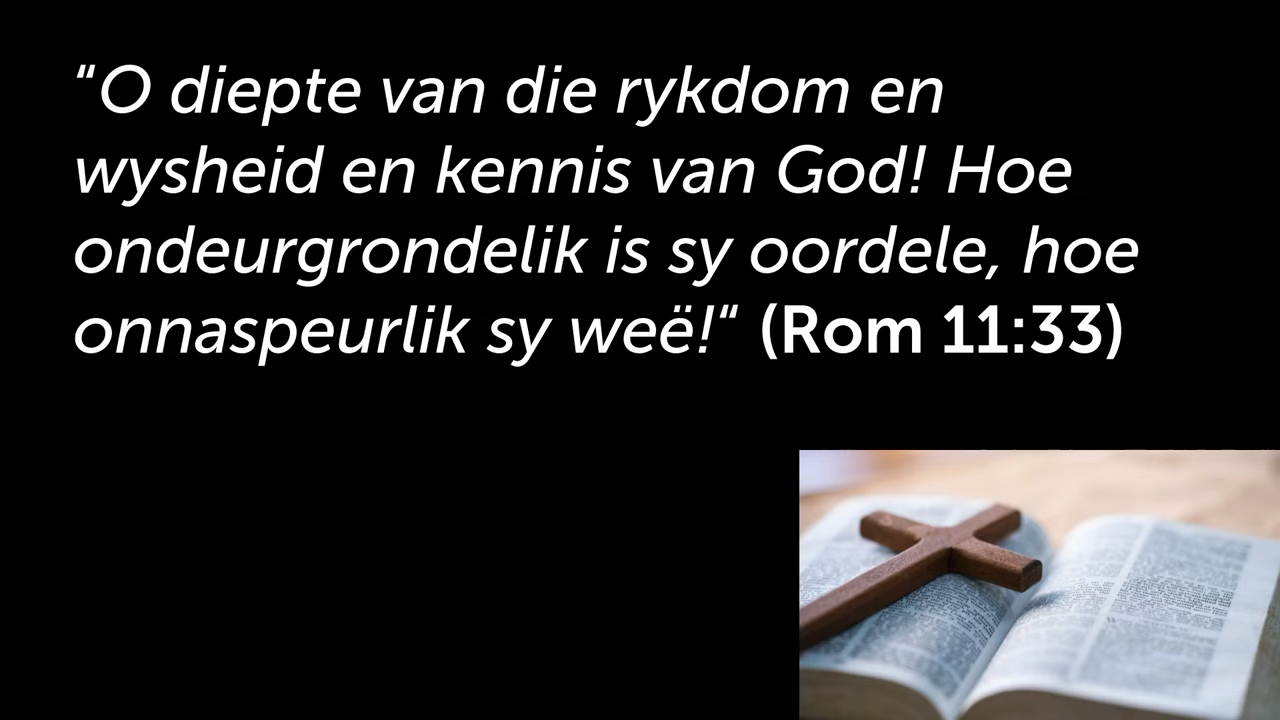 “O diepte van die rykdom en
wysheid en kennis van God! Hoe
ondeurgrondelik is sy oordele, hoe
onnaspeurlik sy weë!“ (Rom 11:33)